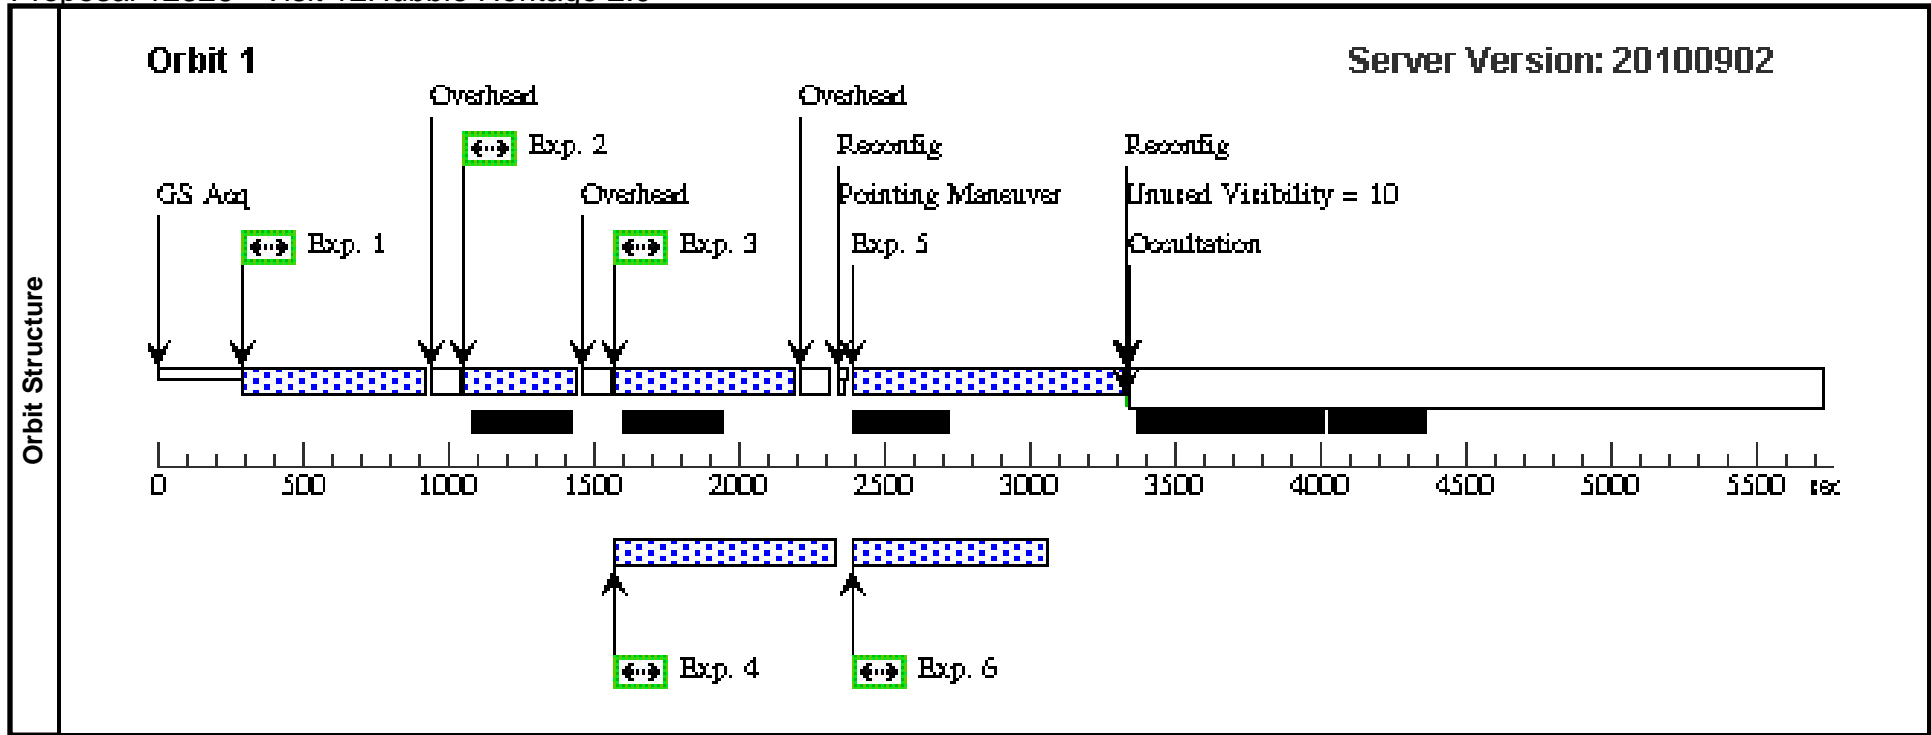 Orbit 1
Server Version: 20100902
Overhead
Overhead
Exp. 2
Reconfig
Reconfig
GS Acq
Overhead
Pointing Maneuver
Unused Visibility = 10
Exp. 1
Exp. 3
Exp. 5
Occultation
Orbit Structure
0 500 1000 1500 2000 2500 3000 3500 4000 4500 5000 5500 sec
Exp. 4
Exp. 6